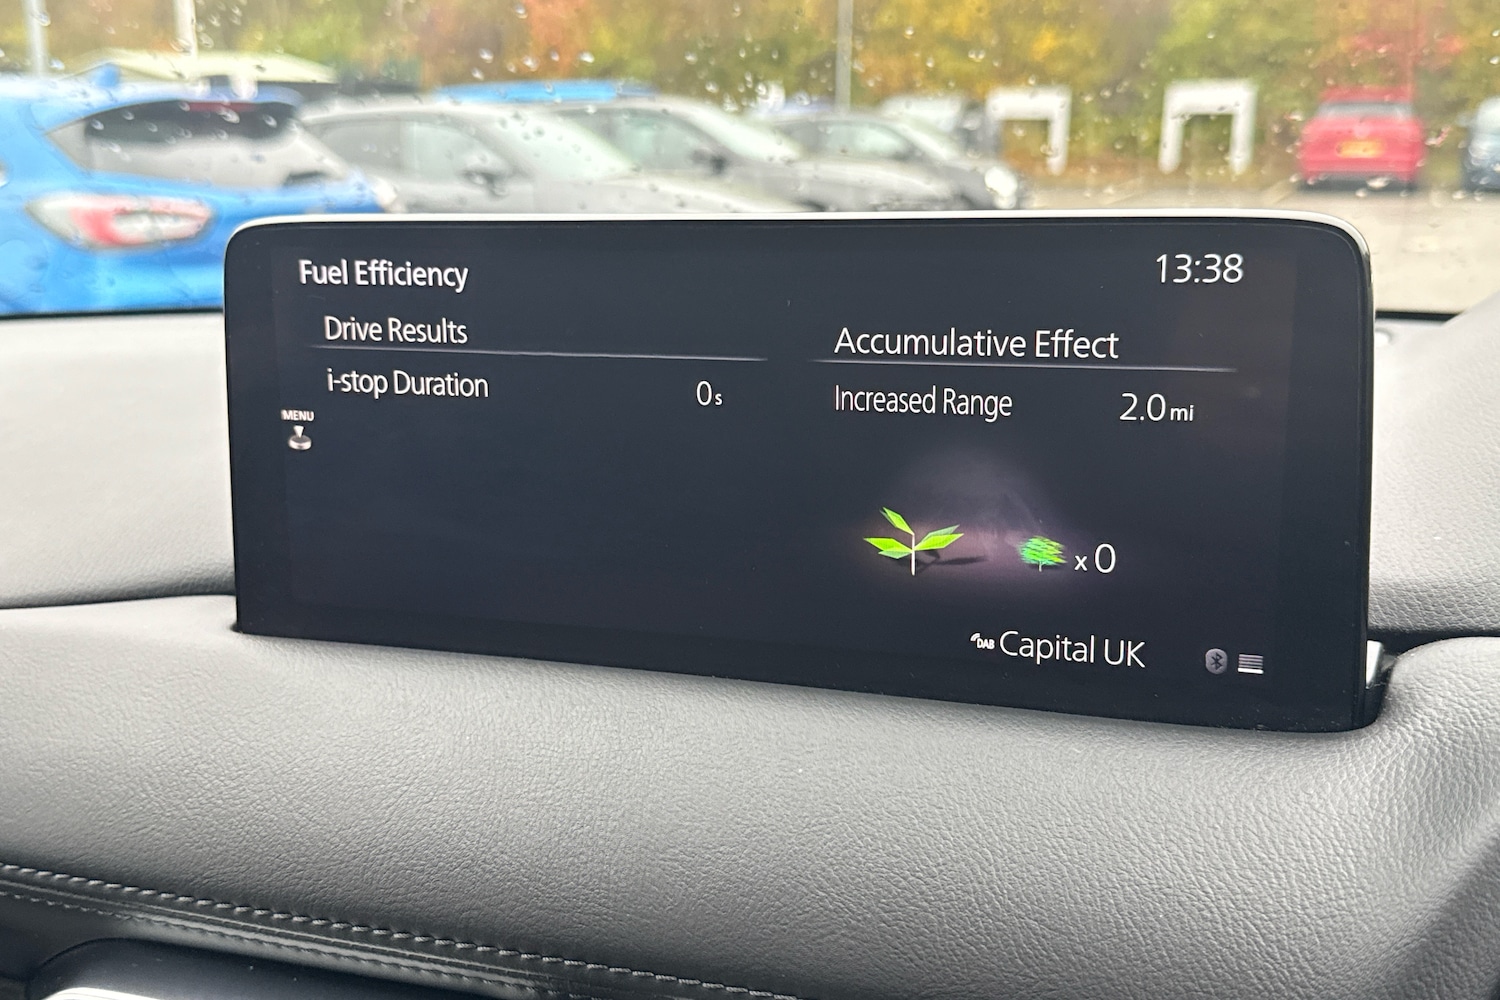 Fuel Efficiency
13:38
Drive Results
i-stop Duration 0s
MENU
Accumulative Effect
Increased Range 2.0mi
x0
DAB Capital UK